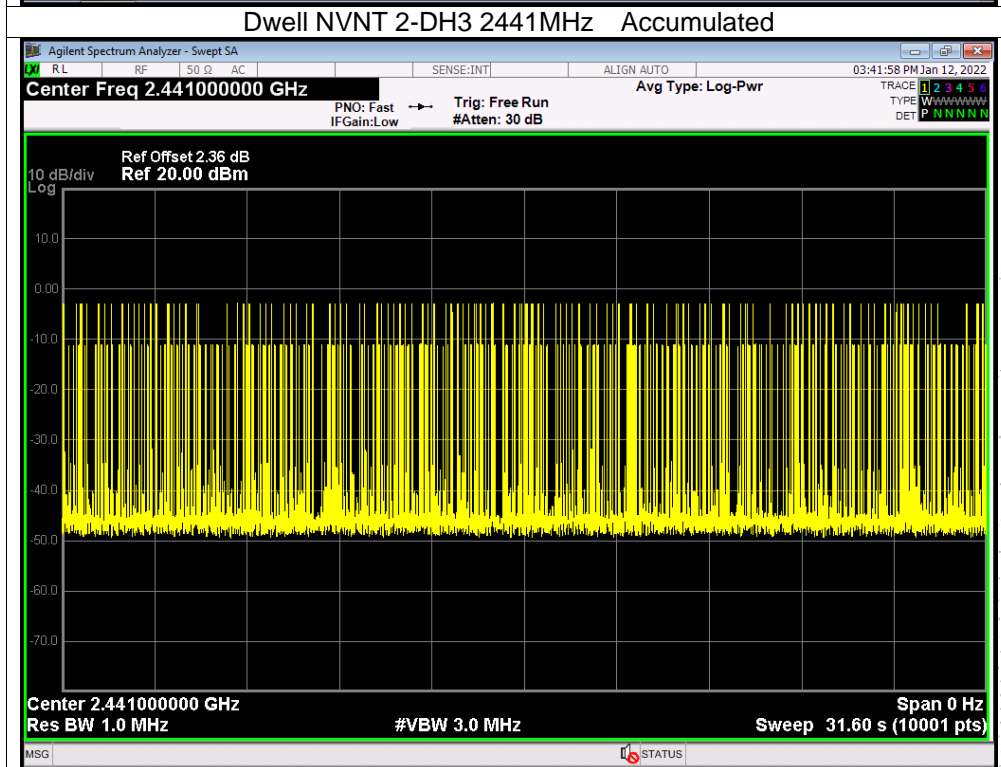 Dwell NVNT 2-DH3 2441MHz Accumulated
Agilent Spectrum Analyzer - Swept SA
LXI RL RF 50 Ω AC SENSE:INT ALIGN AUTO 03:41:58 PM Jan 12, 2022
Center Freq 2.441000000 GHz Avg Type: Log-Pwr TRACE 1 2 3 4 5 6
PNO: Fast Trig: Free Run TYPE WWWWWWW
IFGain:Low #Atten: 30 dB DET P N N N N N
Ref Offset 2.36 dB
10 dB/div Ref 20.00 dBm
Log
10.0
0.00
-10.0
-20.0
-30.0
-40.0
-50.0
-60.0
-70.0
Center 2.441000000 GHz Span 0 Hz
Res BW 1.0 MHz #VBW 3.0 MHz Sweep 31.60 s (10001 pts)
MSG STATUS